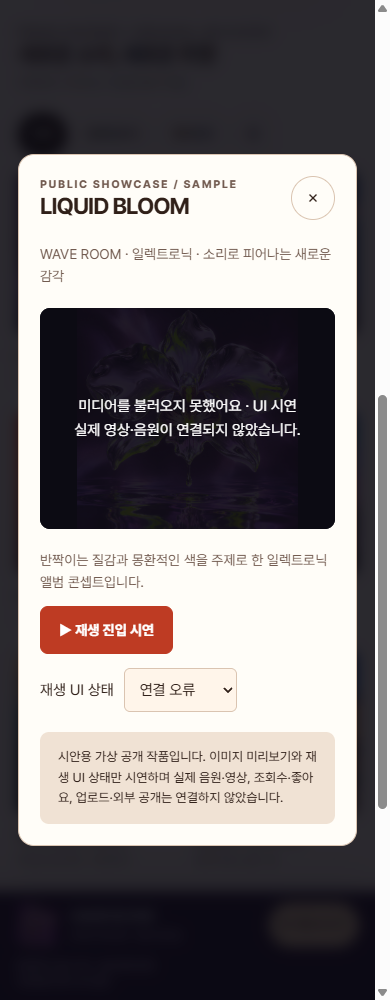 PUBLIC SHOWCASE / SAMPLE
LIQUID BLOOM
×
WAVE ROOM · 일렉트로닉 · 소리로 피어나는 새로운
감각
미디어를 불러오지 못했어요 · UI 시연
실제 영상·음원이 연결되지 않았습니다.
반짝이는 질감과 몽환적인 색을 주제로 한 일렉트로닉
앨범 콘셉트입니다.
▶ 재생 진입 시연
재생 UI 상태
연결 오류
시안용 가상 공개 작품입니다. 이미지 미리보기와 재
생 UI 상태만 시연하며 실제 음원·영상, 조회수·좋아
요, 업로드·외부 공개는 연결하지 않았습니다.